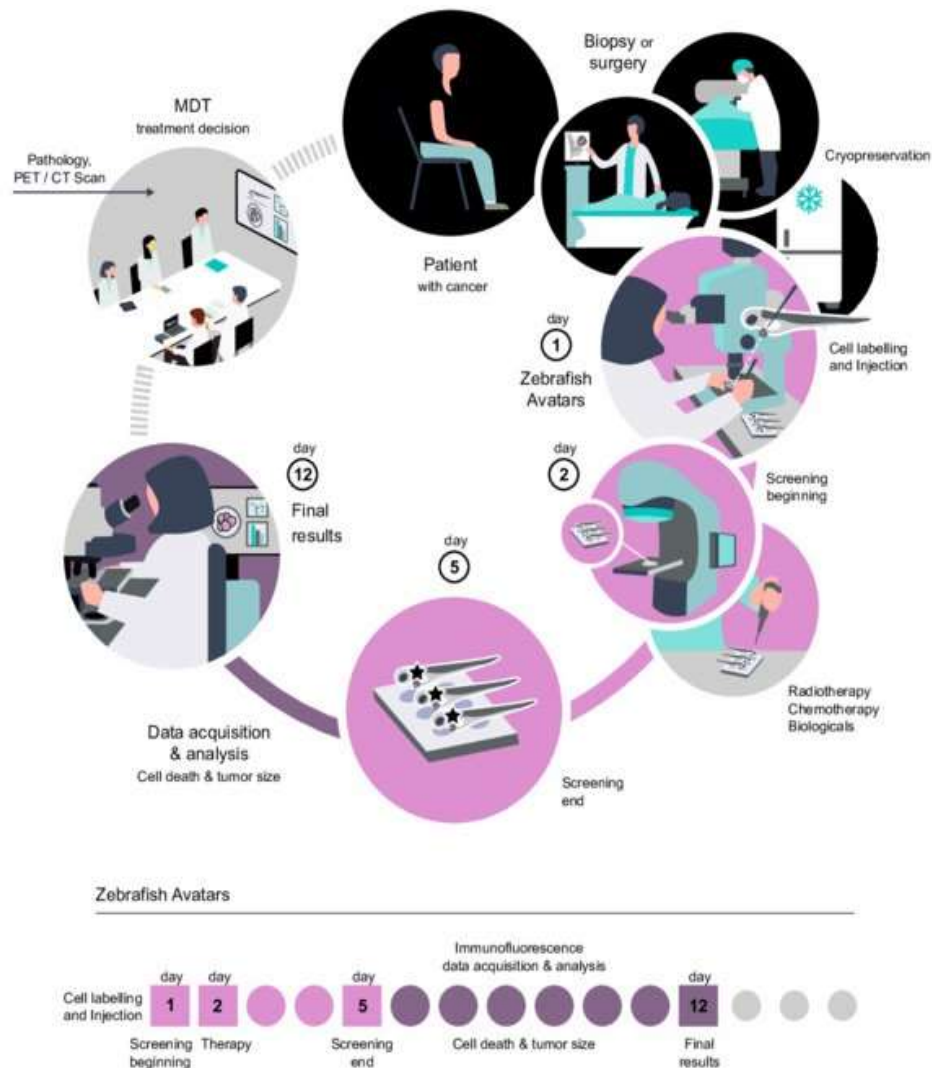 Biopsy or
surgery
MDT
treatment decision
Pathology,
PET / CT Scan
Cryopreservation
Patient
with cancer
day
1
Zebrafish
Avatars
Cell labelling
and Injection
day
2
Screening
beginning
day
12
Final
results
day
5
Radiotherapy
Chemotherapy
Biologicals
Data acquisition
& analysis
Cell death & tumor size
Screening
end
Zebrafish Avatars
Immunofluorescence
data acquisition & analysis
day
day
day
day
Cell labelling
and Injection
1
2
5
12
Screening
beginning
Therapy
Screening
end
Cell death & tumor size
Final
results